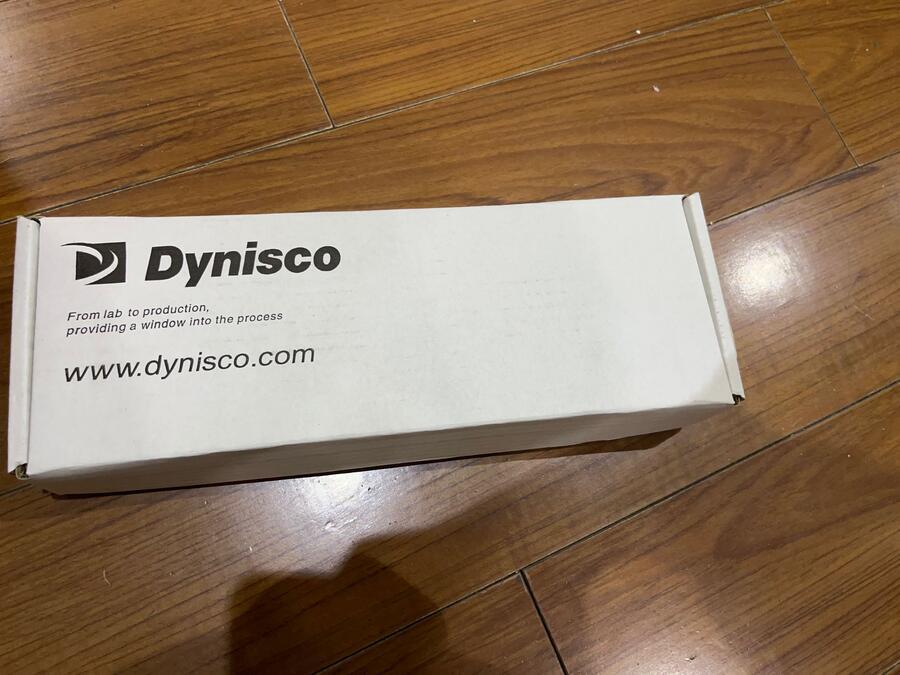 Dynisco
From lab to production,
providing a window into the process
www.dynisco.com